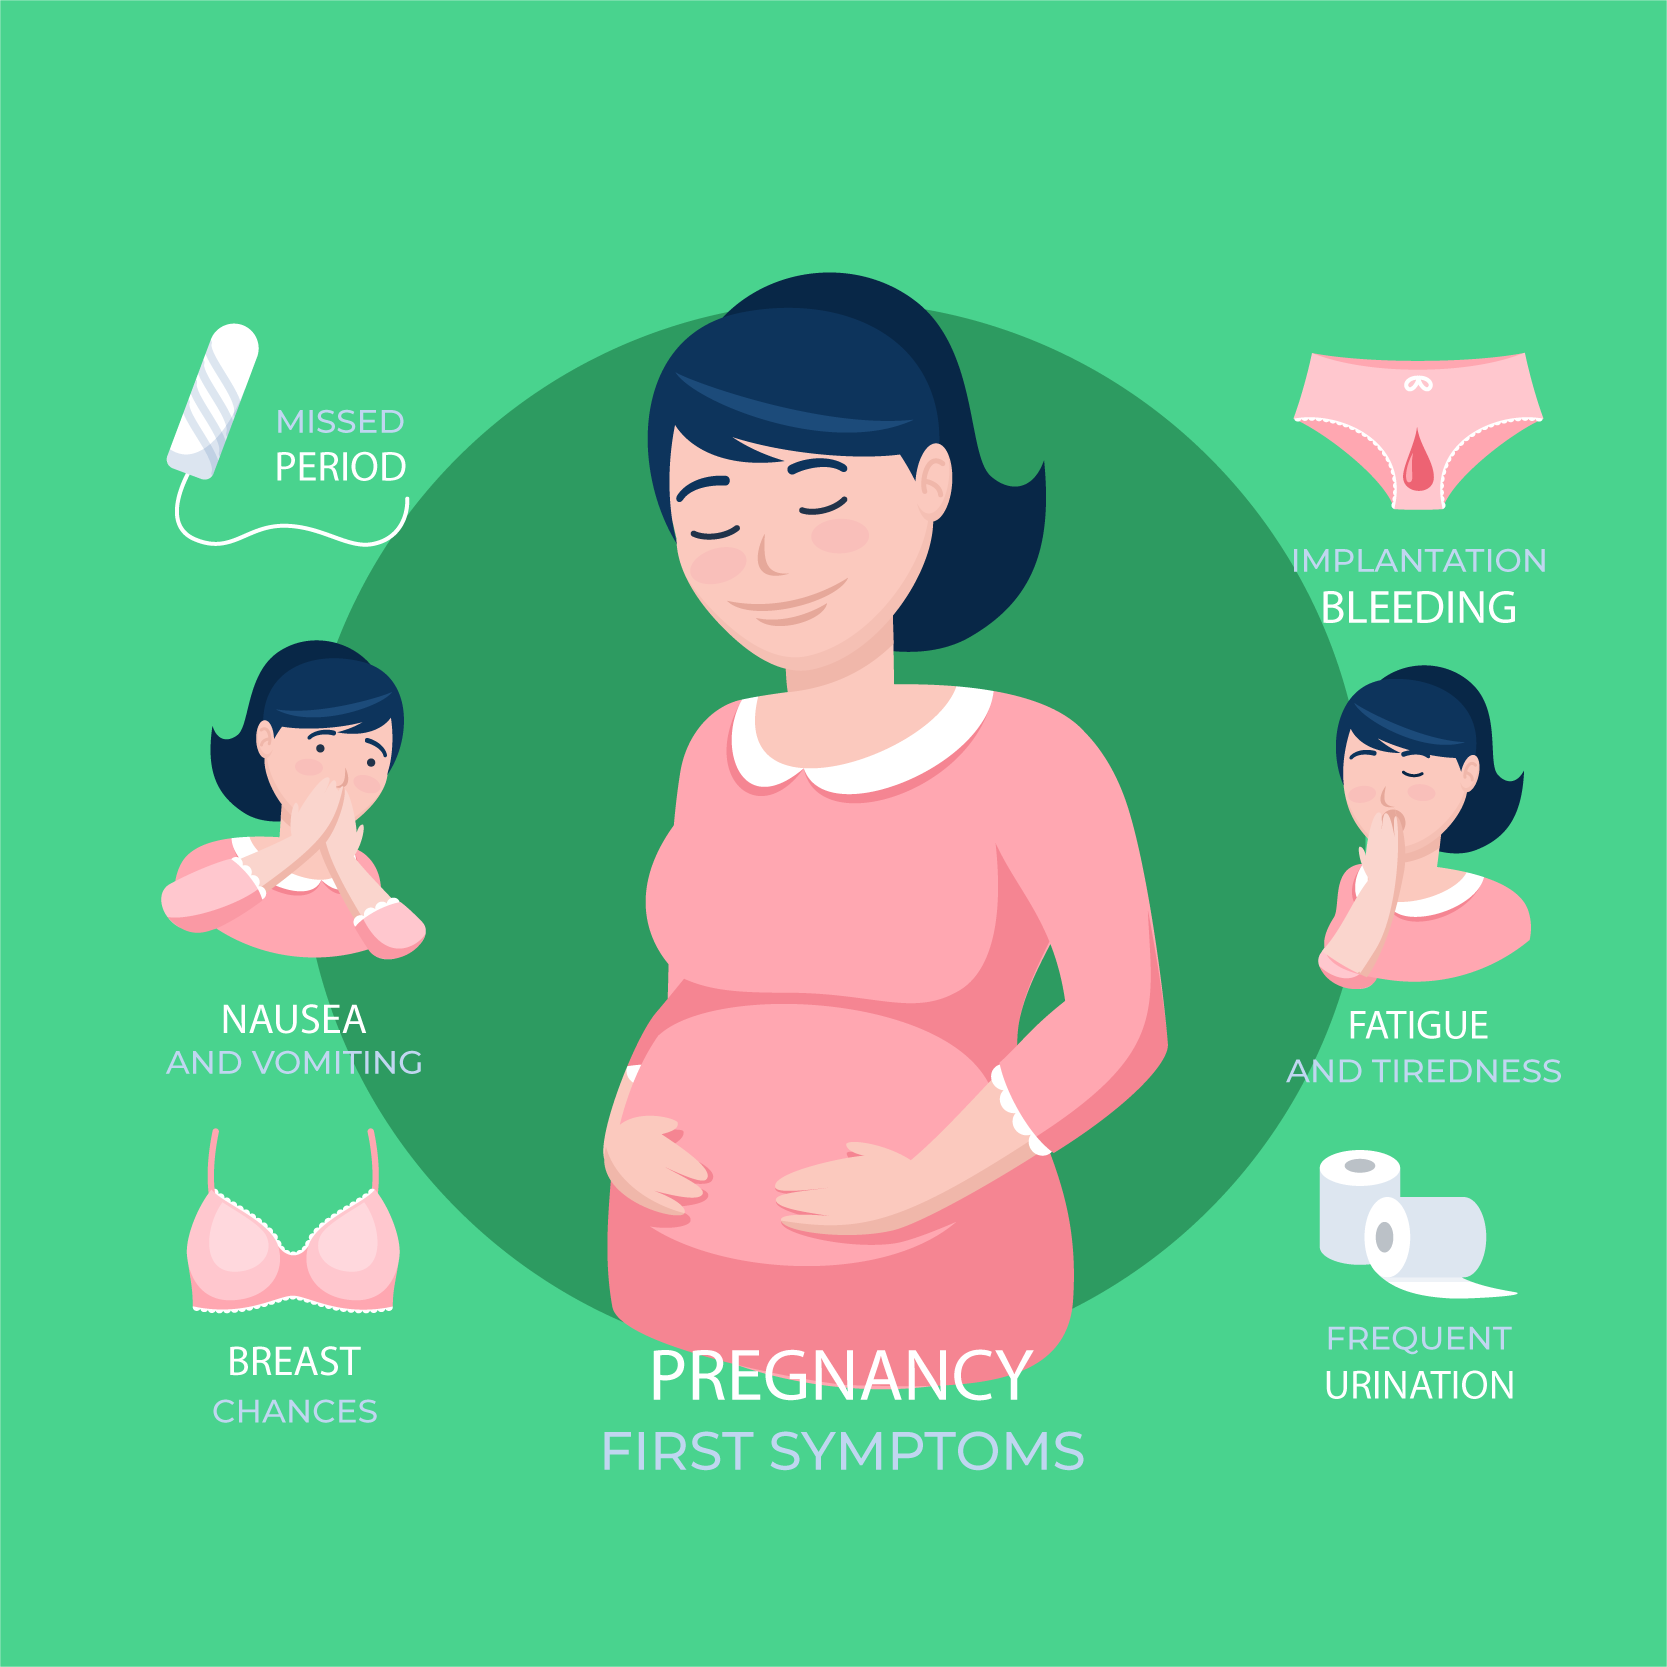 MISSED
PERIOD
NAUSEA
AND VOMITING
BREAST
CHANCES
IMPLANTATION
BLEEDING
FATIGUE
AND TIREDNESS
FREQUENT
URINATION
PREGNANCY
FIRST SYMPTOMS